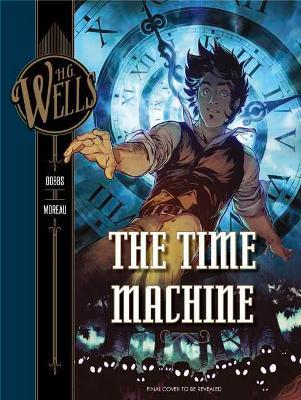 H.G.
WELLS
DOBBS
MOREAU
THE TIME
MACHINE
FINAL COVER TO BE REVEALED